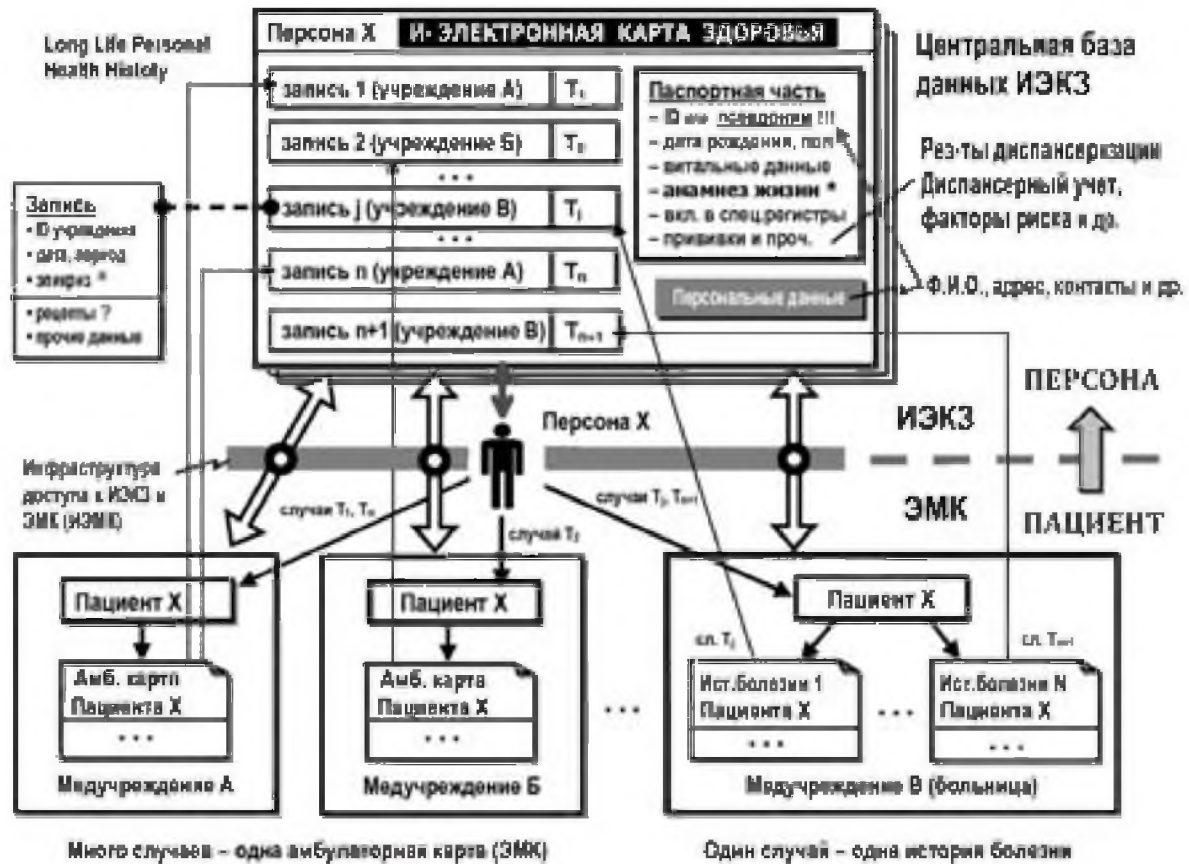 Long Life Personal
Health History
Персона X
И- ЭЛЕКТРОННАЯ КАРТА ЗДОРОВЬЯ
Центральная база
данных ИЭКЗ
запись 1 (учреждение А) T₁
запись 2 (учреждение Б) T₂
• • •
запись j (учреждение В) Tⱼ
• • •
запись n (учреждение А) Tₙ
запись n+1 (учреждение В) Tₙ₊₁
Паспортная часть
– ID или псевдоним !!!
– дата рождения, пол
– витальные данные
– анамнез жизни *
– вкл. в спец.регистры
– прививки и проч.
Персональные данные
Рез-ты диспансеризации
Диспансерный учет,
факторы риска и др.
Ф.И.О., адрес, контакты и др.
Запись
• ID учреждения
• дата, период
• эпикриз *
• рецепты ?
• прочие данные
Персона X
ИЭКЗ
ЭМК
ПЕРСОНА
ПАЦИЕНТ
Инфраструктура
доступа к ИЭКЗ и
ЭМК (ИЭМК)
случаи T₁, Tₙ
случай T₂
случаи Tⱼ, Tₙ₊₁
Пациент X
Амб. карта
Пациента X
• • •
Медучреждение А
Пациент X
Амб. карта
Пациента X
• • •
Медучреждение Б
• • •
Пациент X
сл. Tⱼ
сл. Tₙ₊₁
Ист.болезни 1
Пациента X
• • •
• • •
Ист.болезни N
Пациента X
• • •
Медучреждение В (больница)
Много случаев – одна амбулаторная карта (ЭМК)
Один случай – одна история болезни